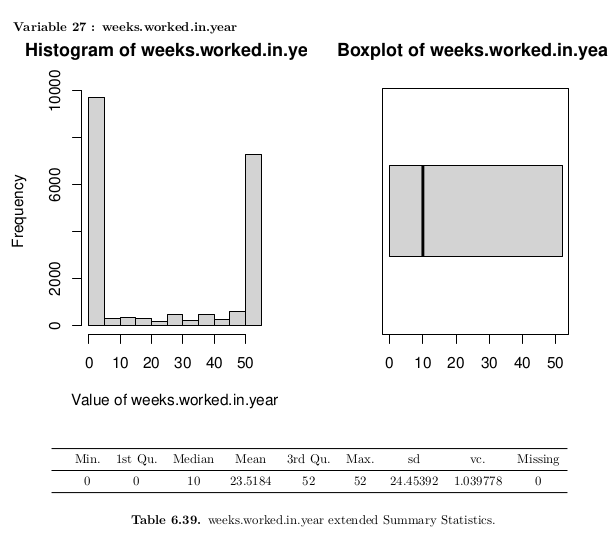 Variable 27 : weeks.worked.in.year
Histogram of weeks.worked.in.ye
Boxplot of weeks.worked.in.yea
Frequency
10000
6000
2000
0
0 10 20 30 40 50
Value of weeks.worked.in.year
0 10 20 30 40 50
Min. 1st Qu. Median Mean 3rd Qu. Max. sd vc. Missing
0 0 10 23.5184 52 52 24.45392 1.039778 0
Table 6.39. weeks.worked.in.year extended Summary Statistics.